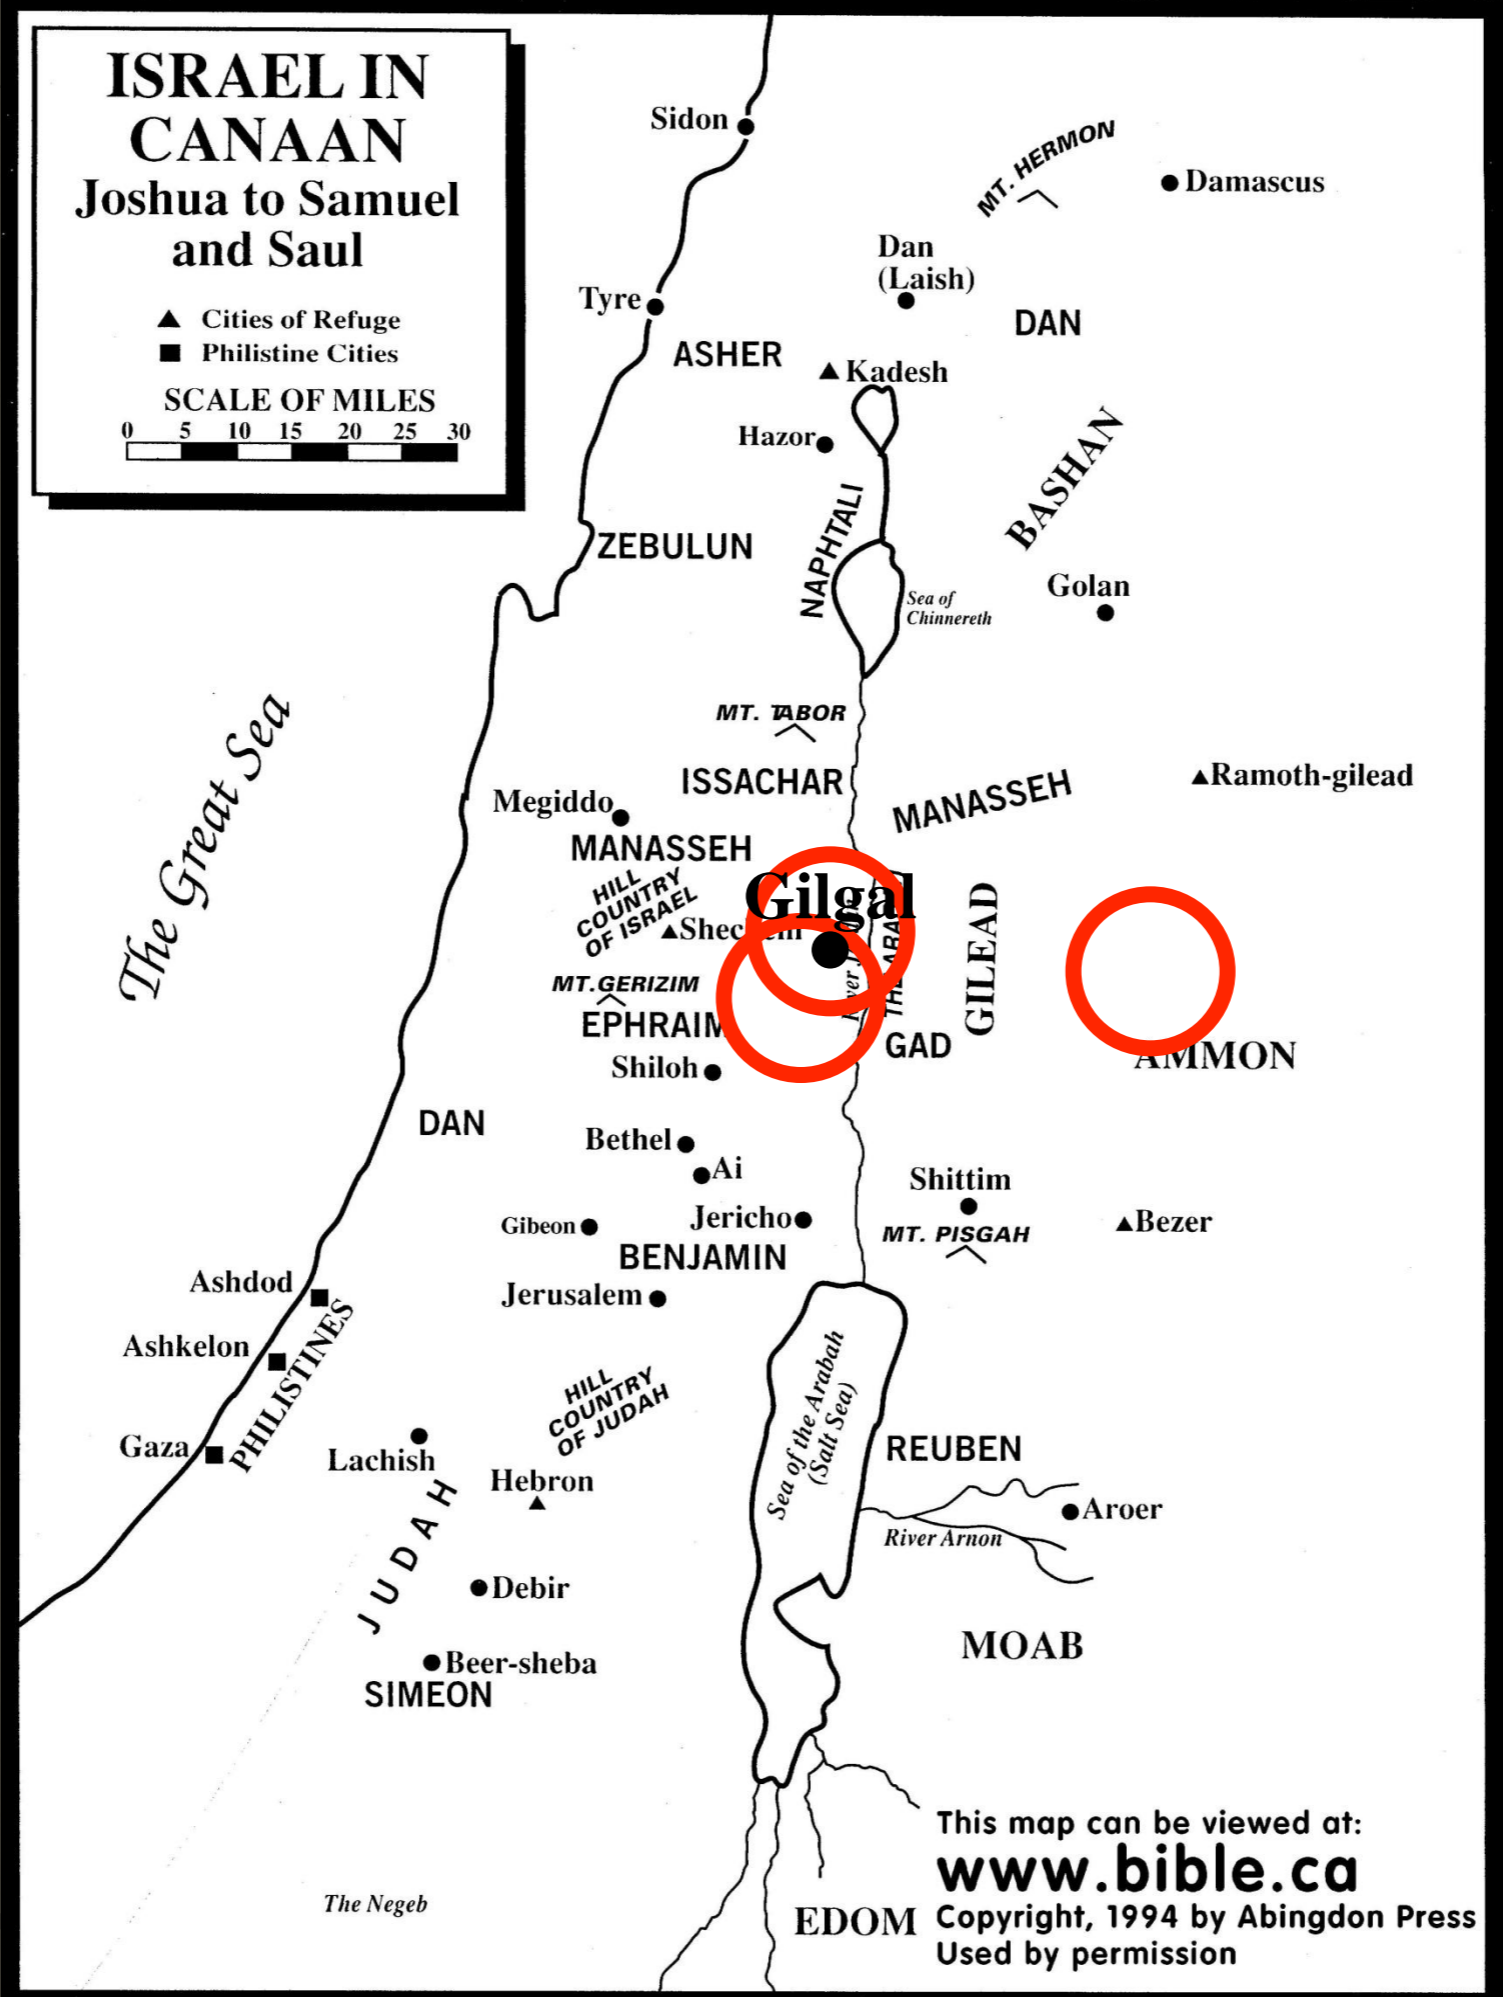 ISRAEL IN
CANAAN
Joshua to Samuel
and Saul
Cities of Refuge
Philistine Cities
SCALE OF MILES
0 5 10 15 20 25 30
Sidon
MT. HERMON
Damascus
Dan
(Laish)
Tyre
DAN
ASHER
Kadesh
Hazor
BASHAN
NAPHTALI
ZEBULUN
Golan
Sea of
Chinnereth
The Great Sea
MT. TABOR
ISSACHAR
Ramoth-gilead
MANASSEH
Megiddo
MANASSEH
HILL
COUNTRY
OF ISRAEL
Gilgal
GILEAD
MT.GERIZIM
EPHRAIM
GAD
AMMON
Shiloh
DAN
Bethel
Ai
Shittim
Gibeon
Jericho
MT. PISGAH
Bezer
BENJAMIN
Ashdod
Jerusalem
Ashkelon
PHILISTINES
HILL
COUNTRY
OF JUDAH
Sea of the Arabah
(Salt Sea)
Gaza
Lachish
REUBEN
Hebron
JUDAH
Aroer
River Arnon
Debir
MOAB
Beer-sheba
SIMEON
The Negeb
EDOM
This map can be viewed at:
www.bible.ca
Copyright, 1994 by Abingdon Press
Used by permission